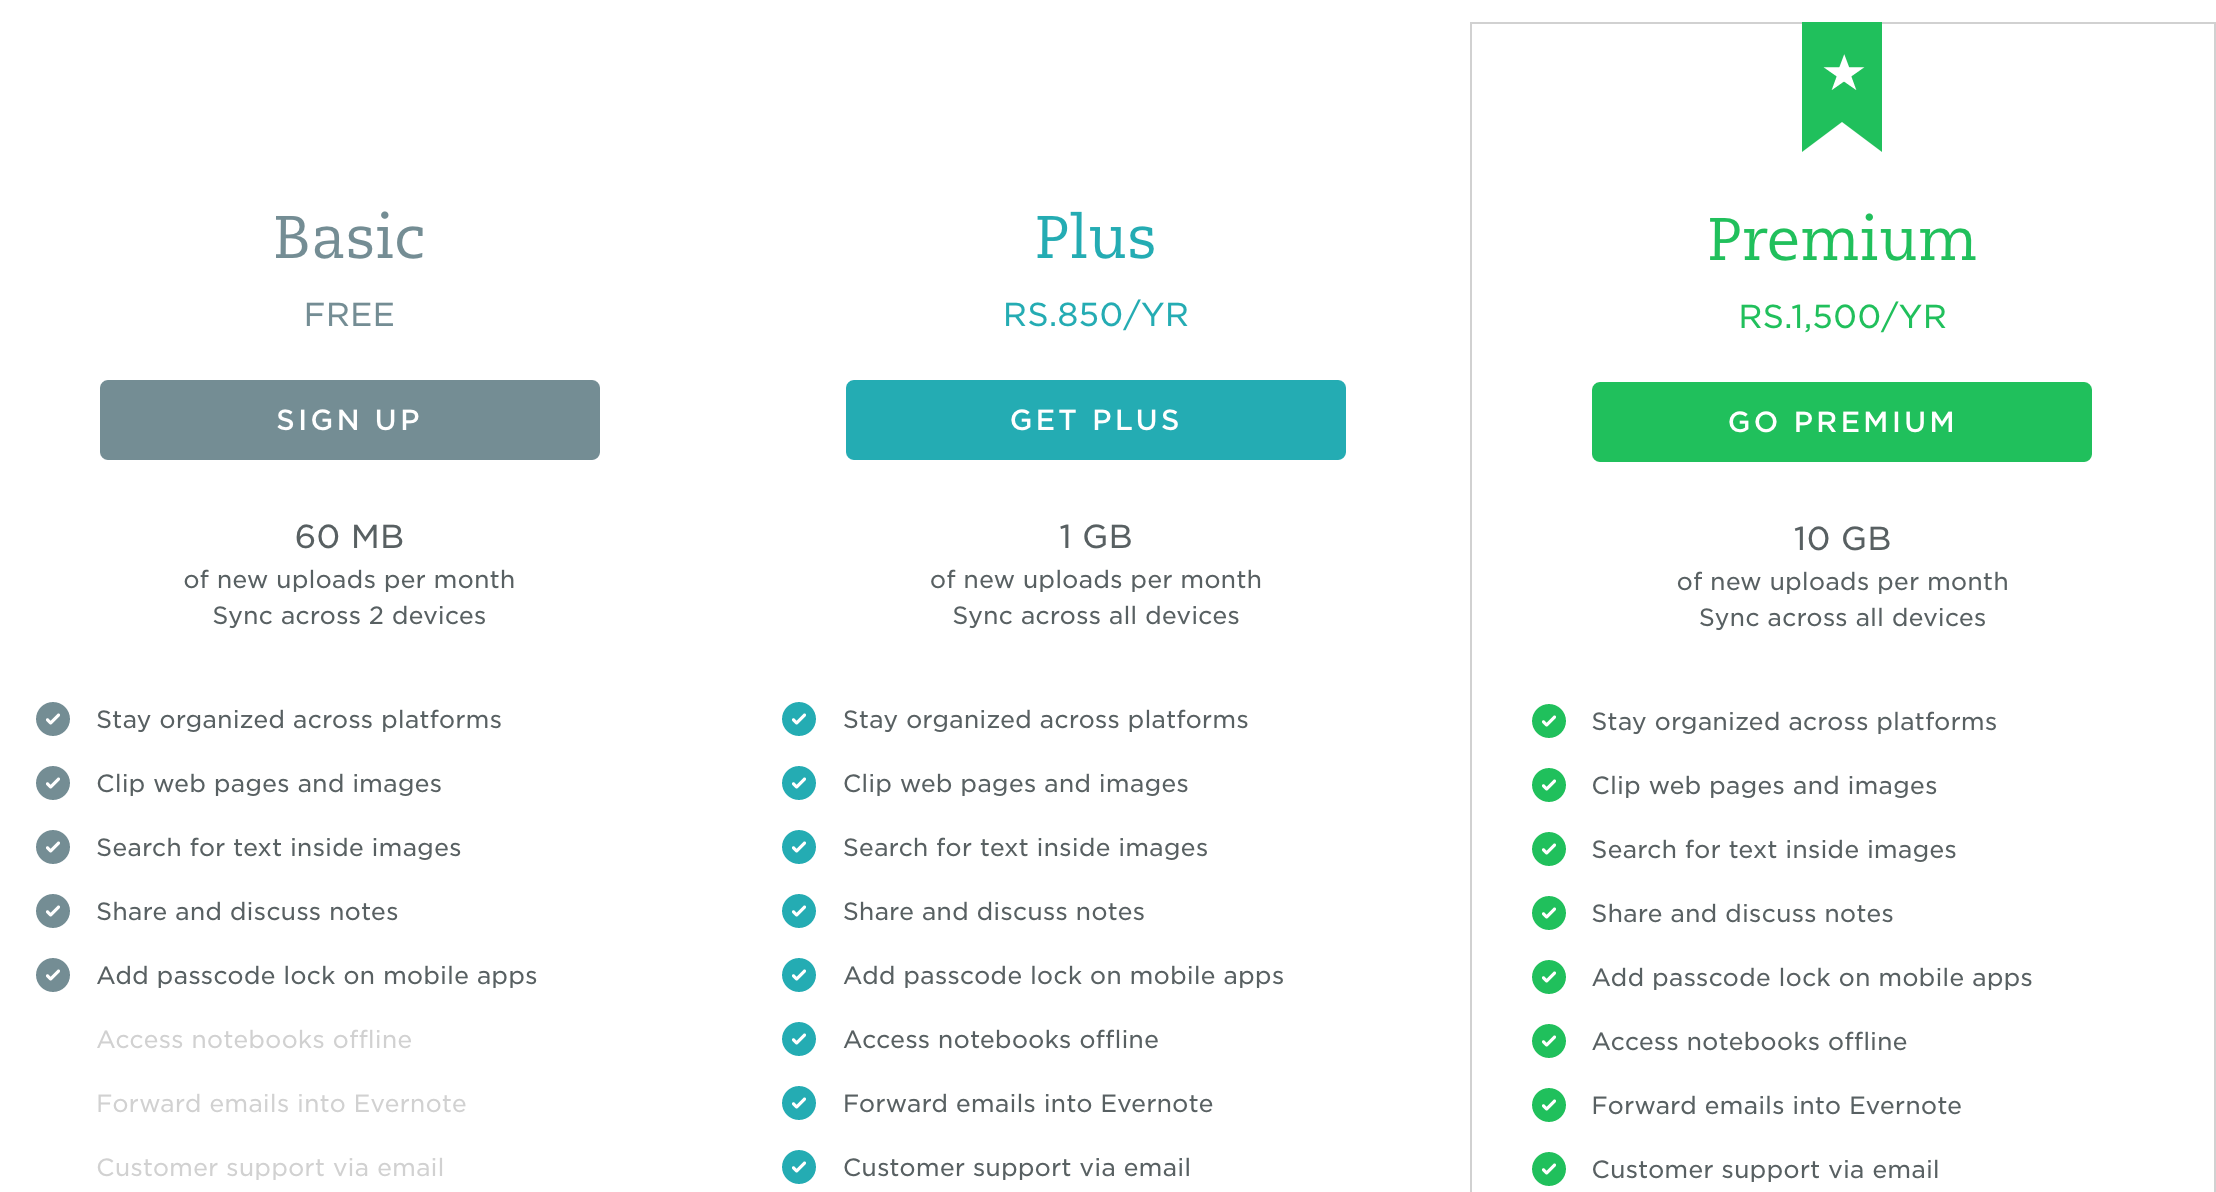 Basic
FREE
SIGN UP
60 MB
of new uploads per month
Sync across 2 devices
Stay organized across platforms
Clip web pages and images
Search for text inside images
Share and discuss notes
Add passcode lock on mobile apps
Access notebooks offline
Forward emails into Evernote
Customer support via email
Plus
RS.850/YR
GET PLUS
1 GB
of new uploads per month
Sync across all devices
Stay organized across platforms
Clip web pages and images
Search for text inside images
Share and discuss notes
Add passcode lock on mobile apps
Access notebooks offline
Forward emails into Evernote
Customer support via email
Premium
RS.1,500/YR
GO PREMIUM
10 GB
of new uploads per month
Sync across all devices
Stay organized across platforms
Clip web pages and images
Search for text inside images
Share and discuss notes
Add passcode lock on mobile apps
Access notebooks offline
Forward emails into Evernote
Customer support via email